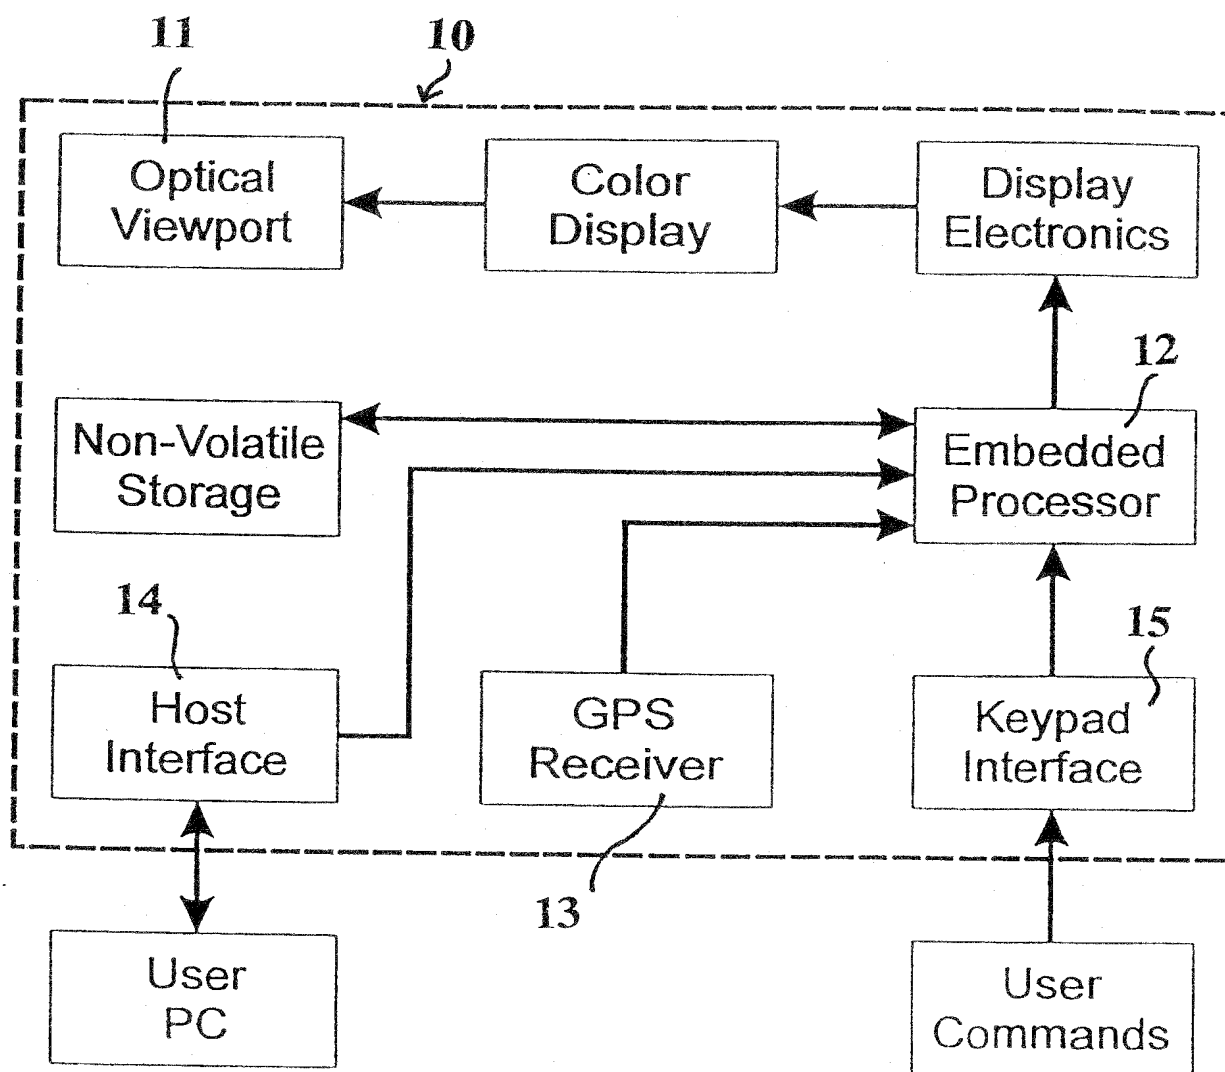 11
10
Optical
Viewport
Color
Display
Display
Electronics
12
Non-Volatile
Storage
Embedded
Processor
14
15
Host
Interface
GPS
Receiver
Keypad
Interface
13
User
PC
User
Commands